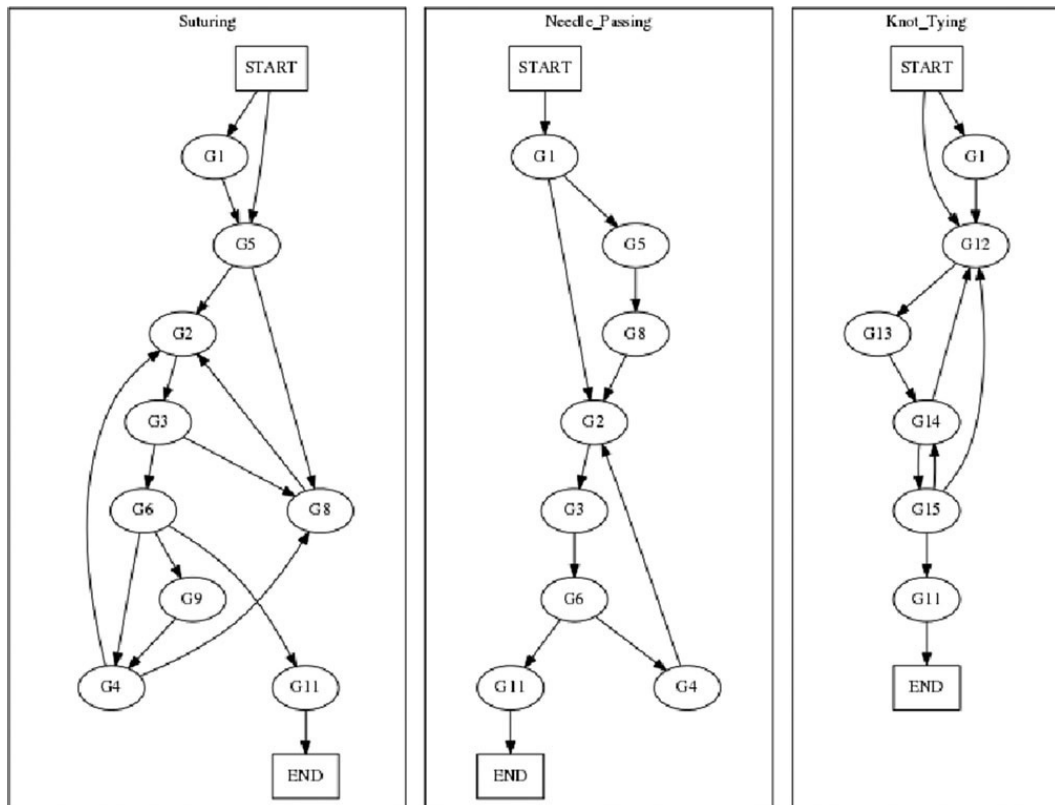 Suturing
START
G1
G5
G2
G3
G6
G8
G9
G4
G11
END
Needle_Passing
START
G1
G5
G8
G2
G3
G6
G11
G4
END
Knot_Tying
START
G1
G12
G13
G14
G15
G11
END